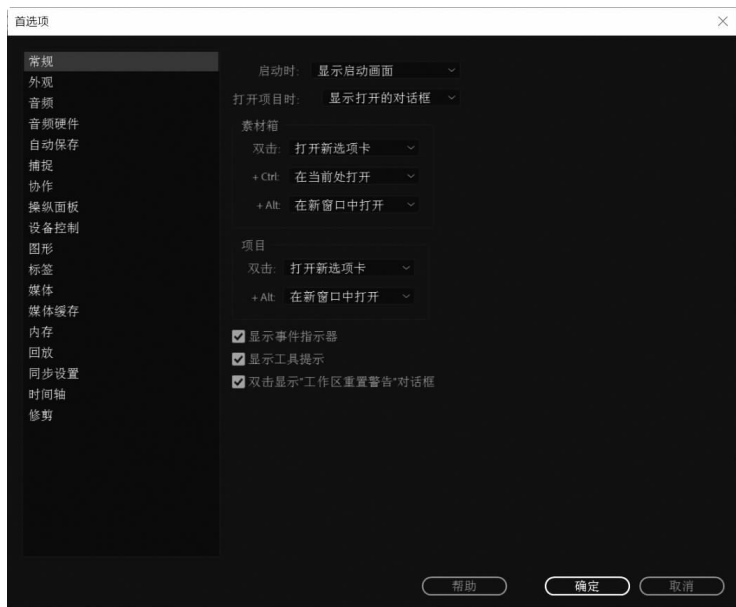 首选项
常规
外观
音频
音频硬件
自动保存
捕捉
协作
操纵面板
设备控制
图形
标签
媒体
媒体缓存
内存
回放
同步设置
时间轴
修剪
启动时: 显示启动画面
打开项目时: 显示打开的对话框
素材箱
双击: 打开新选项卡
+ Ctrl: 在当前处打开
+ Alt: 在新窗口中打开
项目
双击: 打开新选项卡
+ Alt: 在新窗口中打开
显示事件指示器
显示工具提示
双击显示“工作区重置警告”对话框
帮助 确定 取消